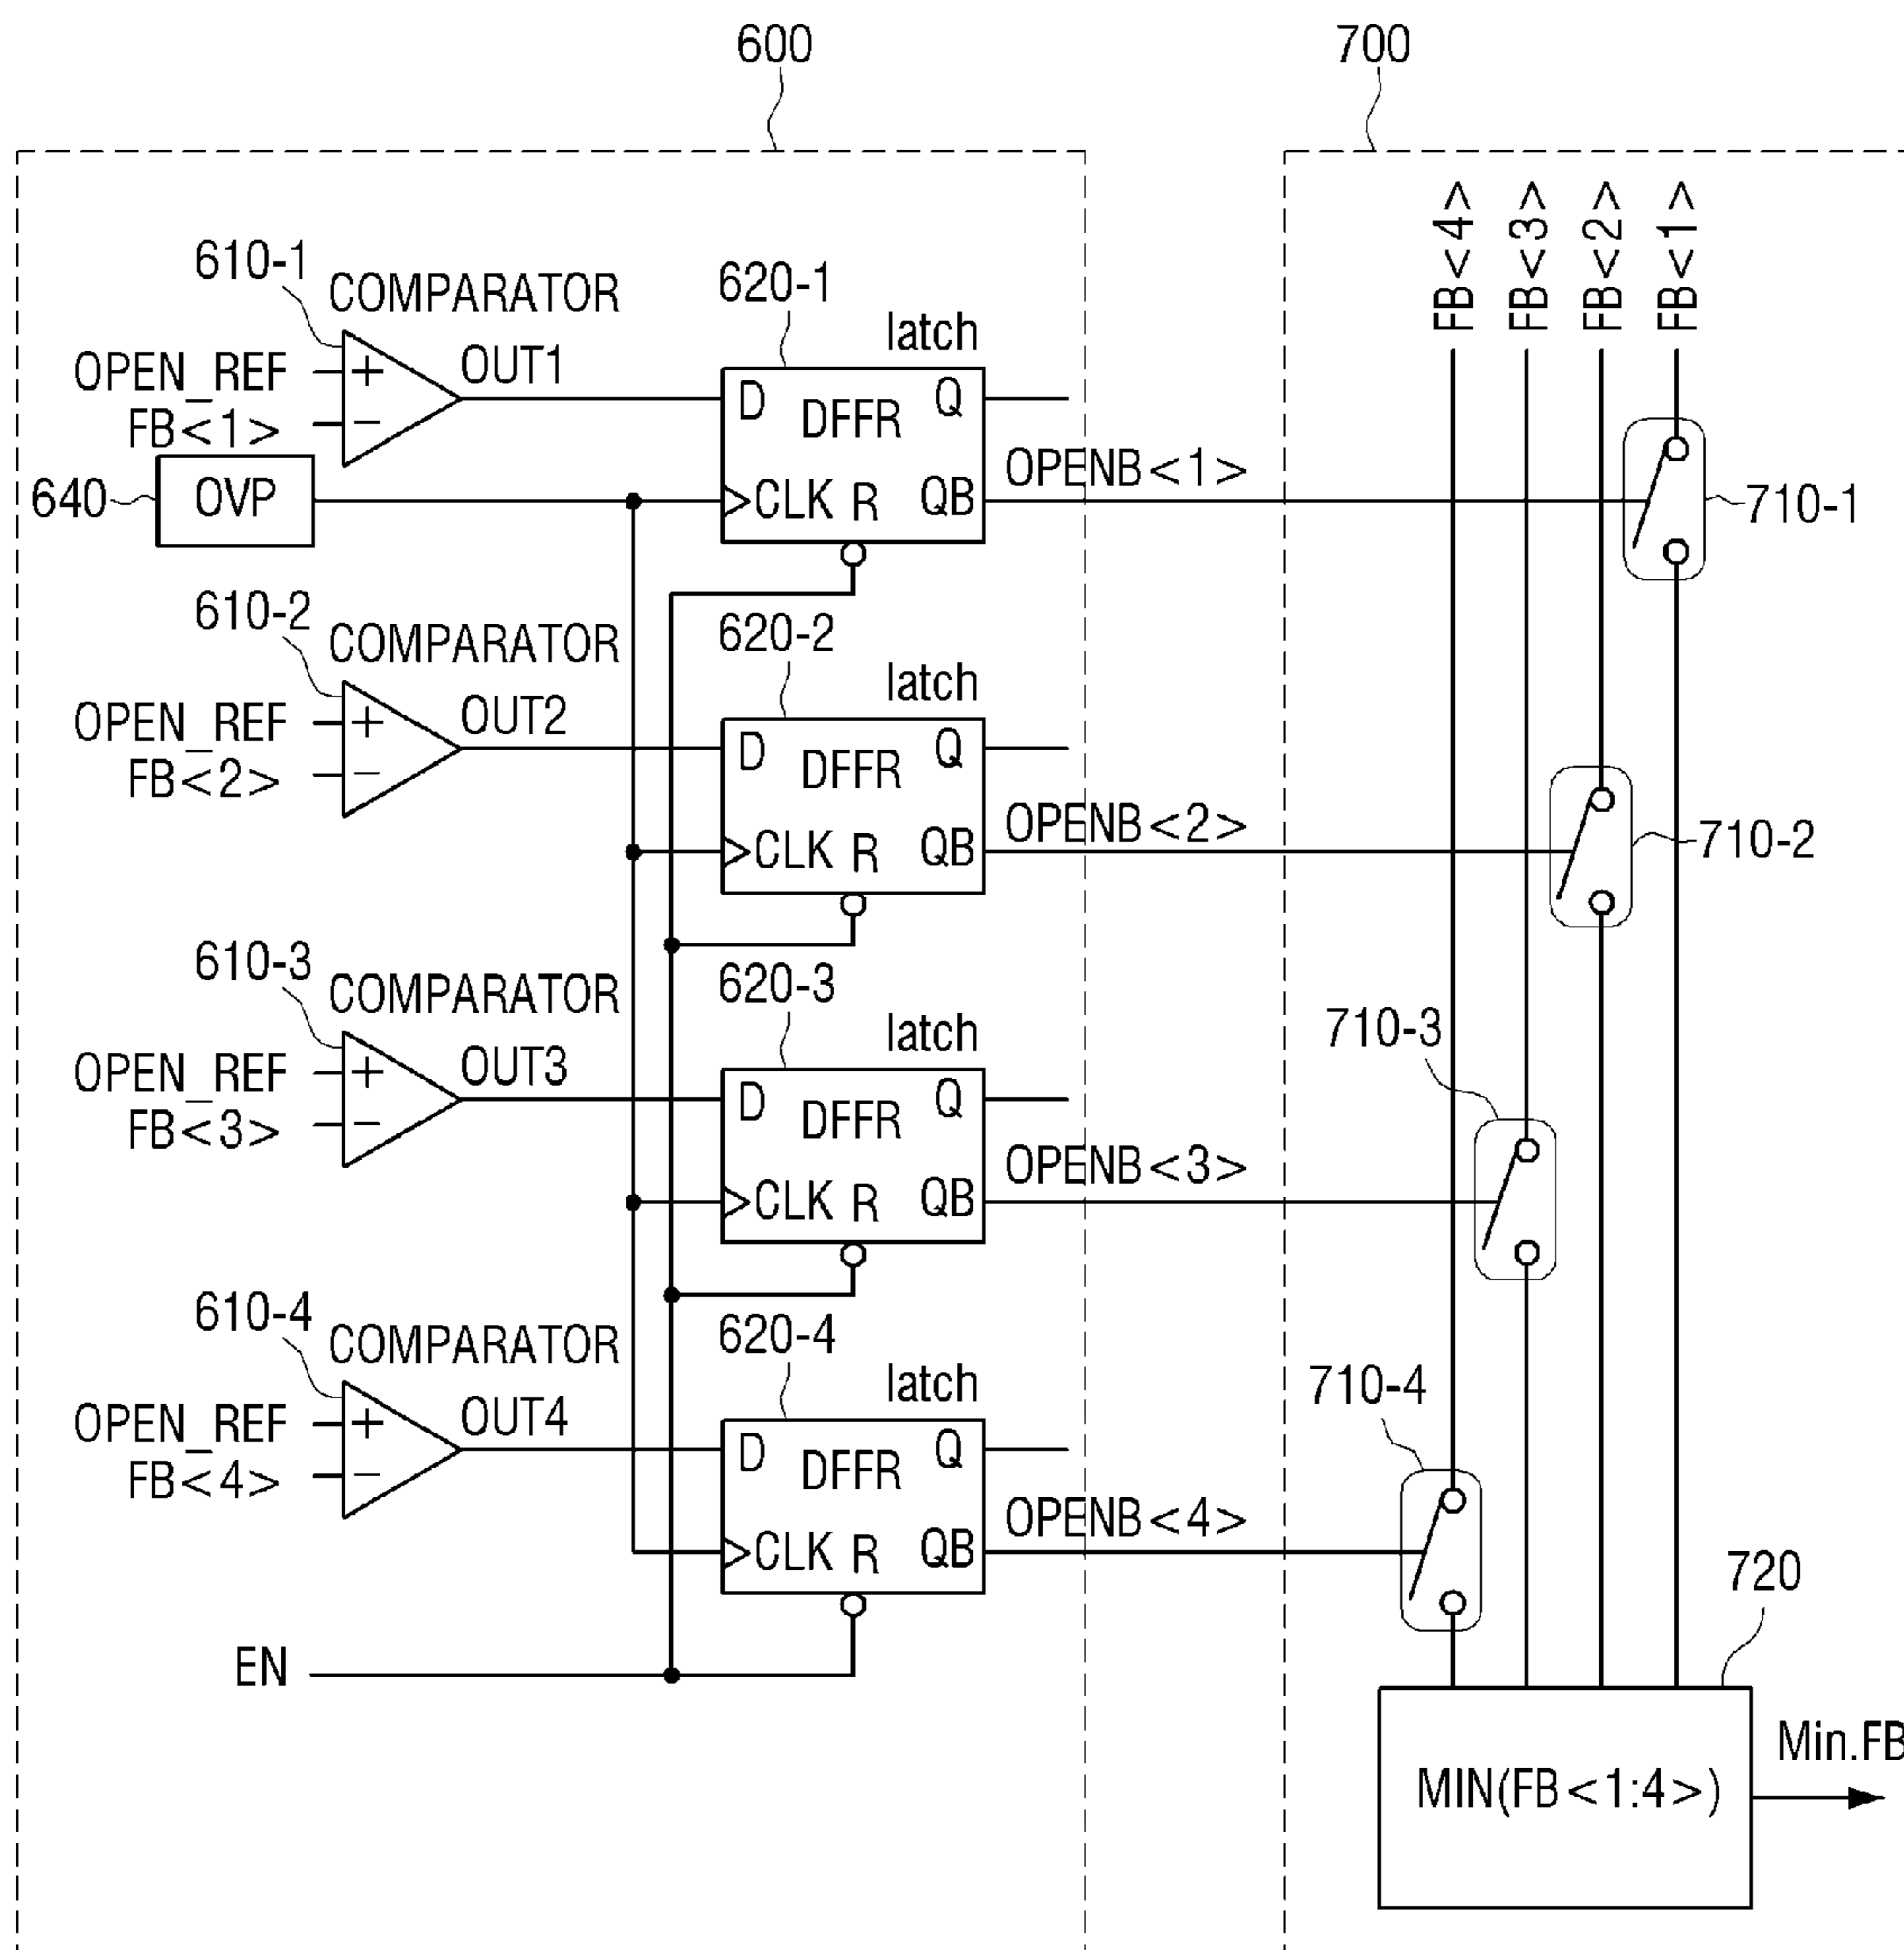 600
700
FB<4>
FB<3>
FB<2>
FB<1>
610-1
COMPARATOR
OPEN_REF
FB<1>
+
−
OUT1
620-1
latch
D
DFFR
Q
CLK
R
QB
OPENB<1>
710-1
640
OVP
610-2
COMPARATOR
OPEN_REF
FB<2>
+
−
OUT2
620-2
latch
D
DFFR
Q
CLK
R
QB
OPENB<2>
710-2
610-3
COMPARATOR
OPEN_REF
FB<3>
+
−
OUT3
620-3
latch
D
DFFR
Q
CLK
R
QB
OPENB<3>
710-3
610-4
COMPARATOR
OPEN_REF
FB<4>
+
−
OUT4
620-4
latch
D
DFFR
Q
CLK
R
QB
OPENB<4>
710-4
EN
720
MIN(FB<1:4>)
Min.FB